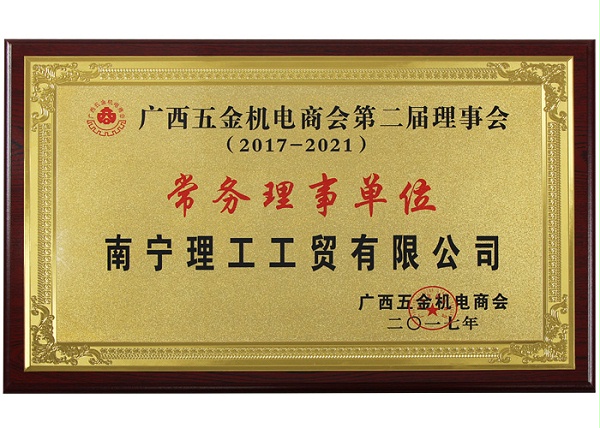 广西五金机电商会第二届理事会
(2017-2021)
常务理事单位
南宁理工工贸有限公司
广西五金机电商会
二〇一七年